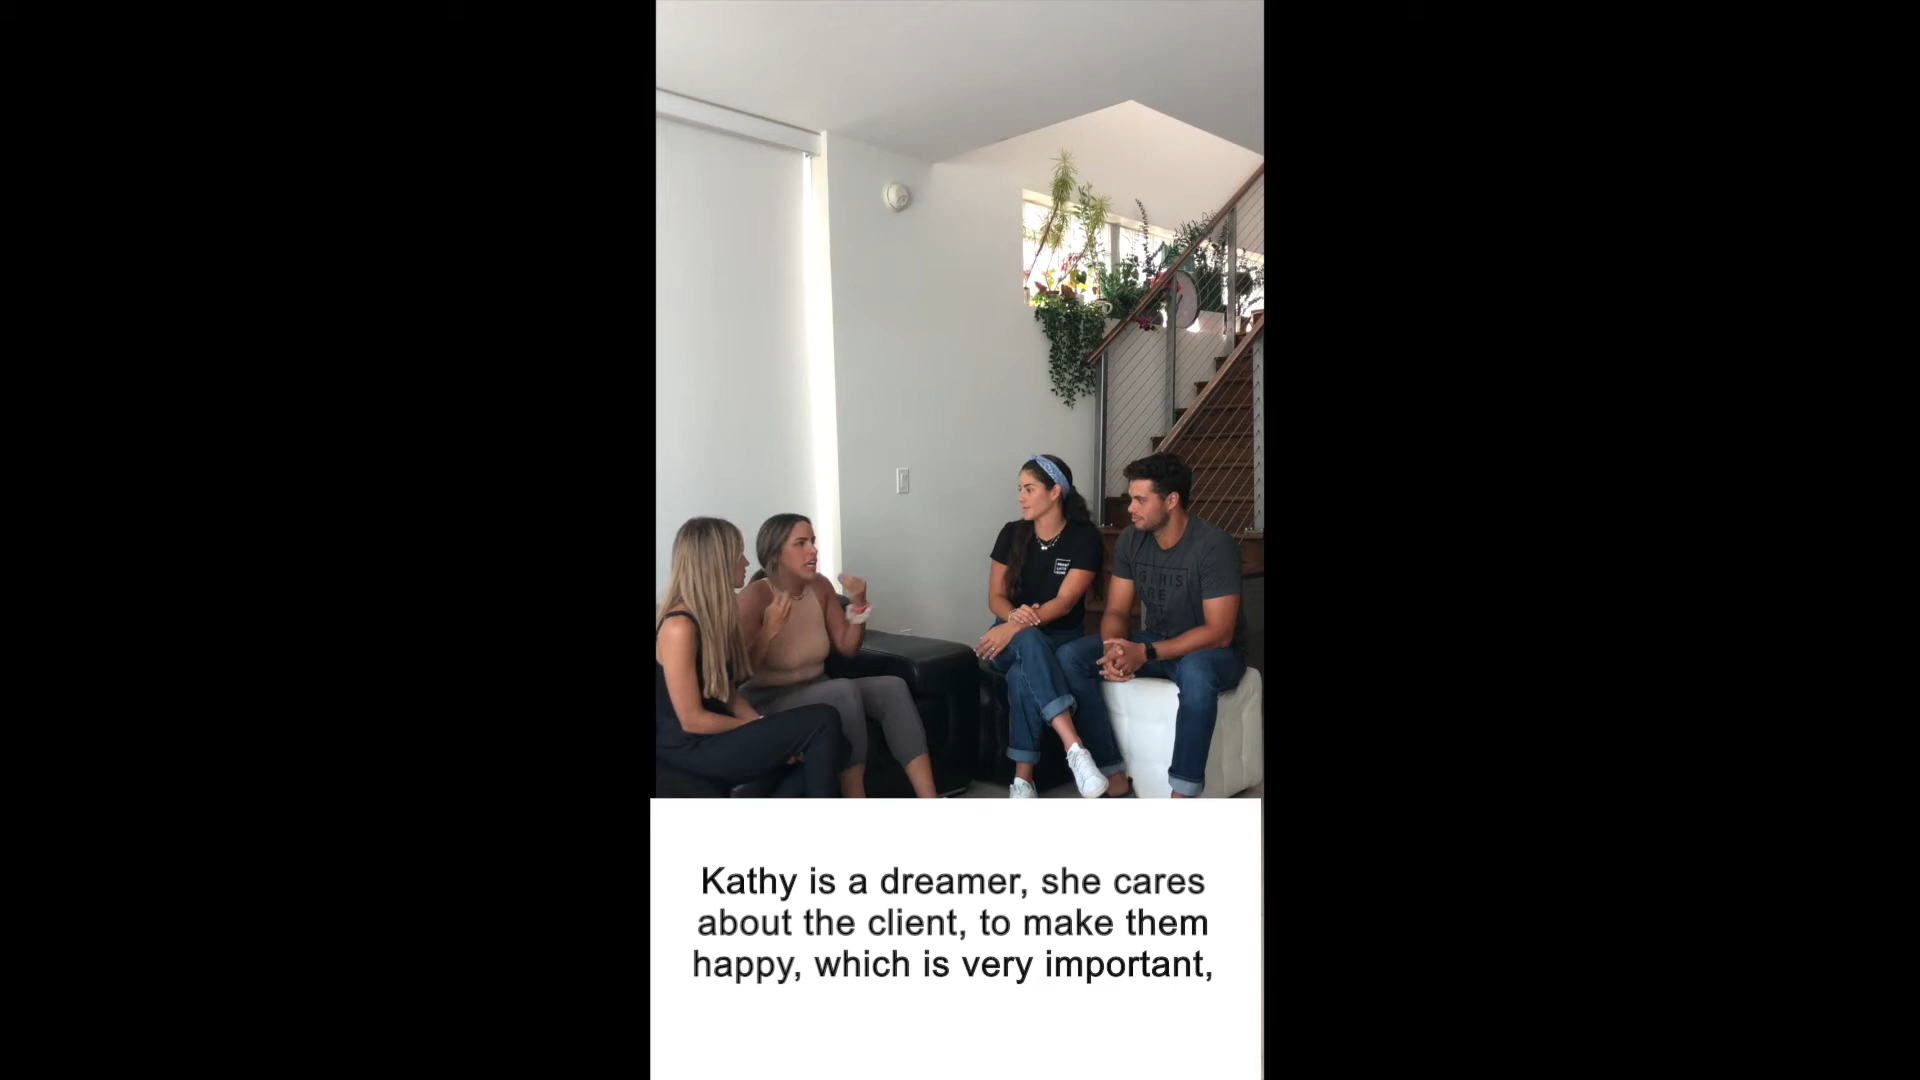 Kathy is a dreamer, she cares
about the client, to make them
happy, which is very important,